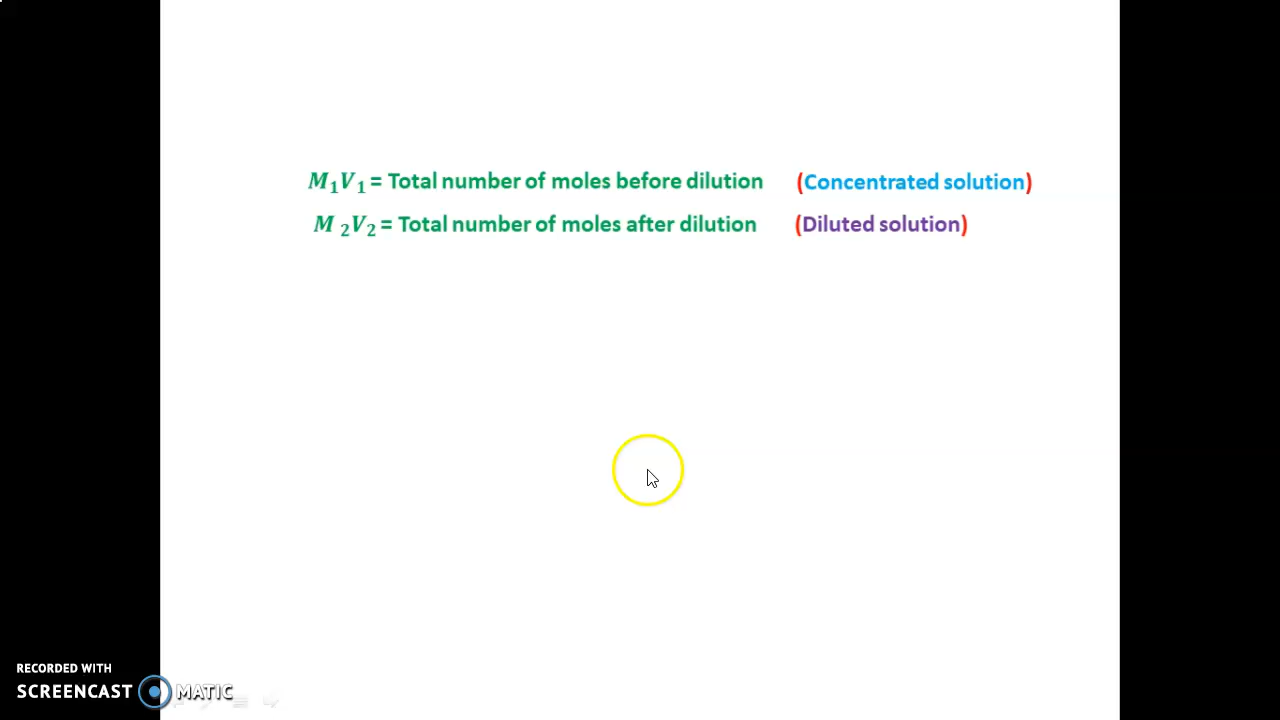 M₁V₁ = Total number of moles before dilution (Concentrated solution)
M ₂V₂ = Total number of moles after dilution (Diluted solution)
RECORDED WITH
SCREENCAST MATIC